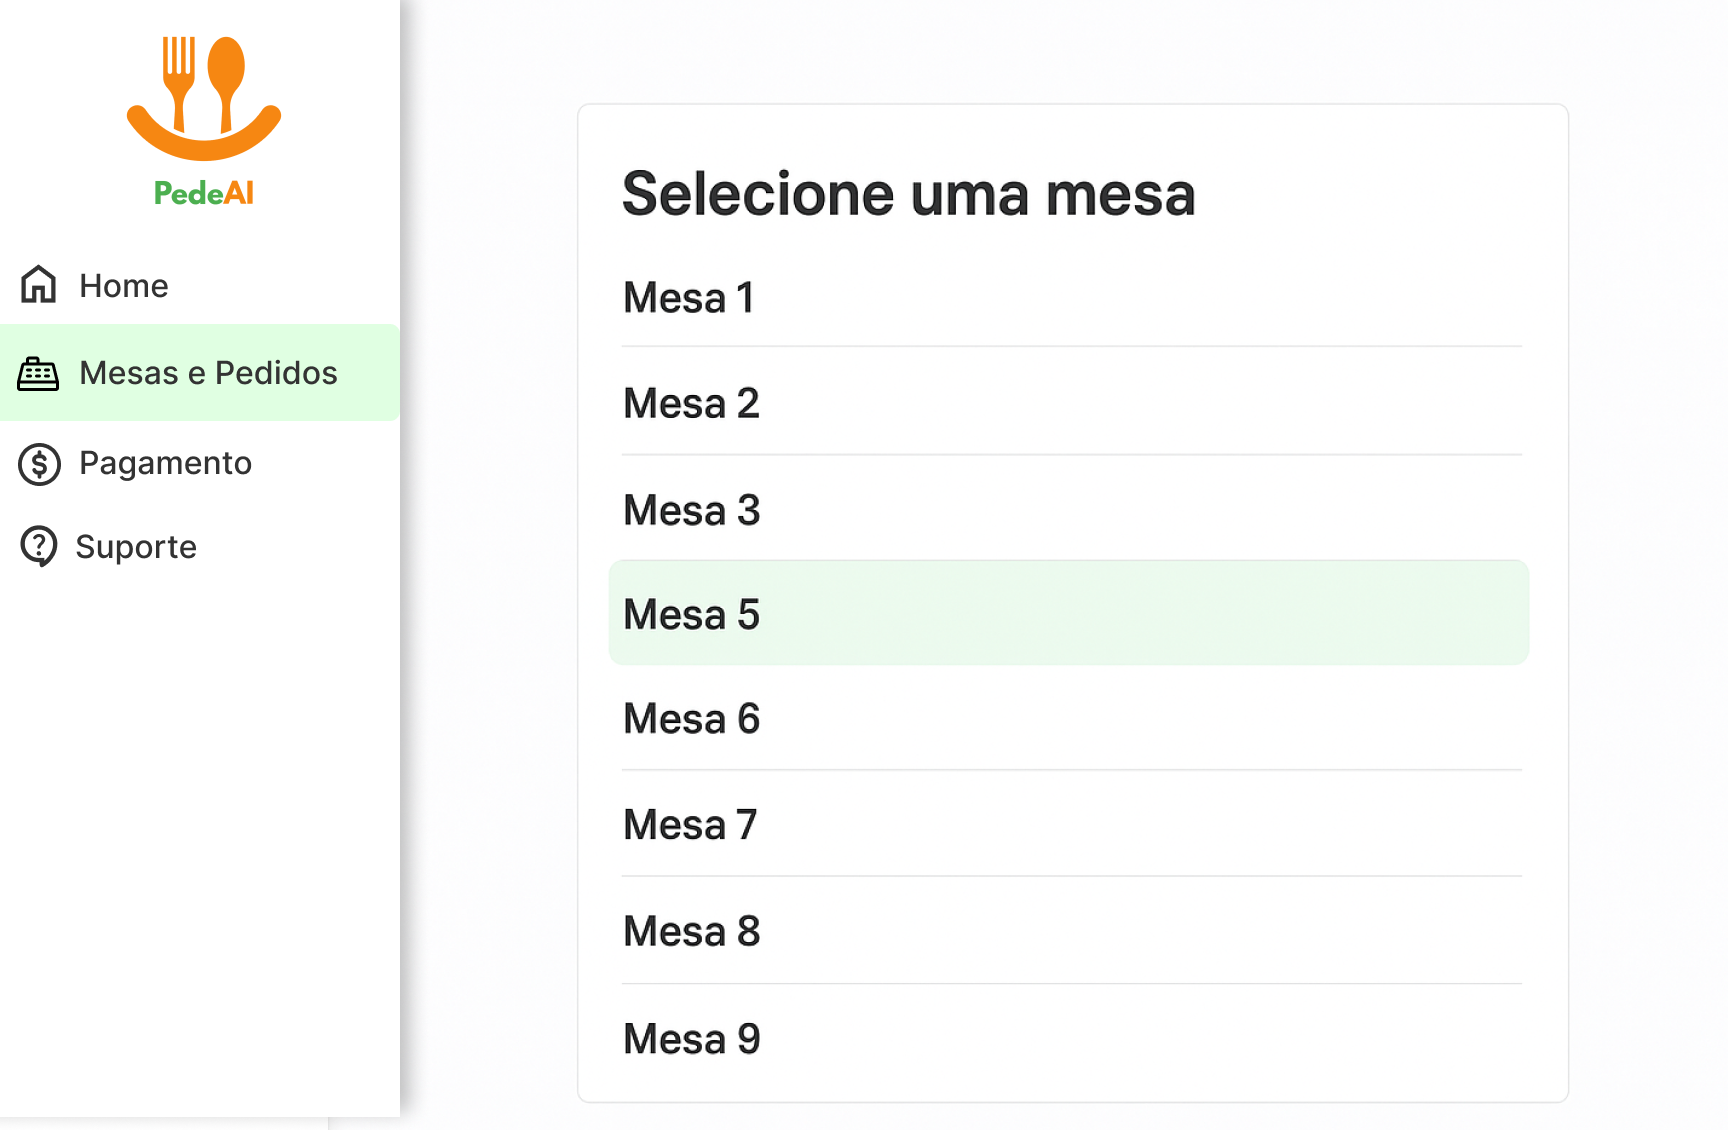 PedeAI
Home
Mesas e Pedidos
Pagamento
Suporte
Selecione uma mesa
Mesa 1
Mesa 2
Mesa 3
Mesa 5
Mesa 6
Mesa 7
Mesa 8
Mesa 9